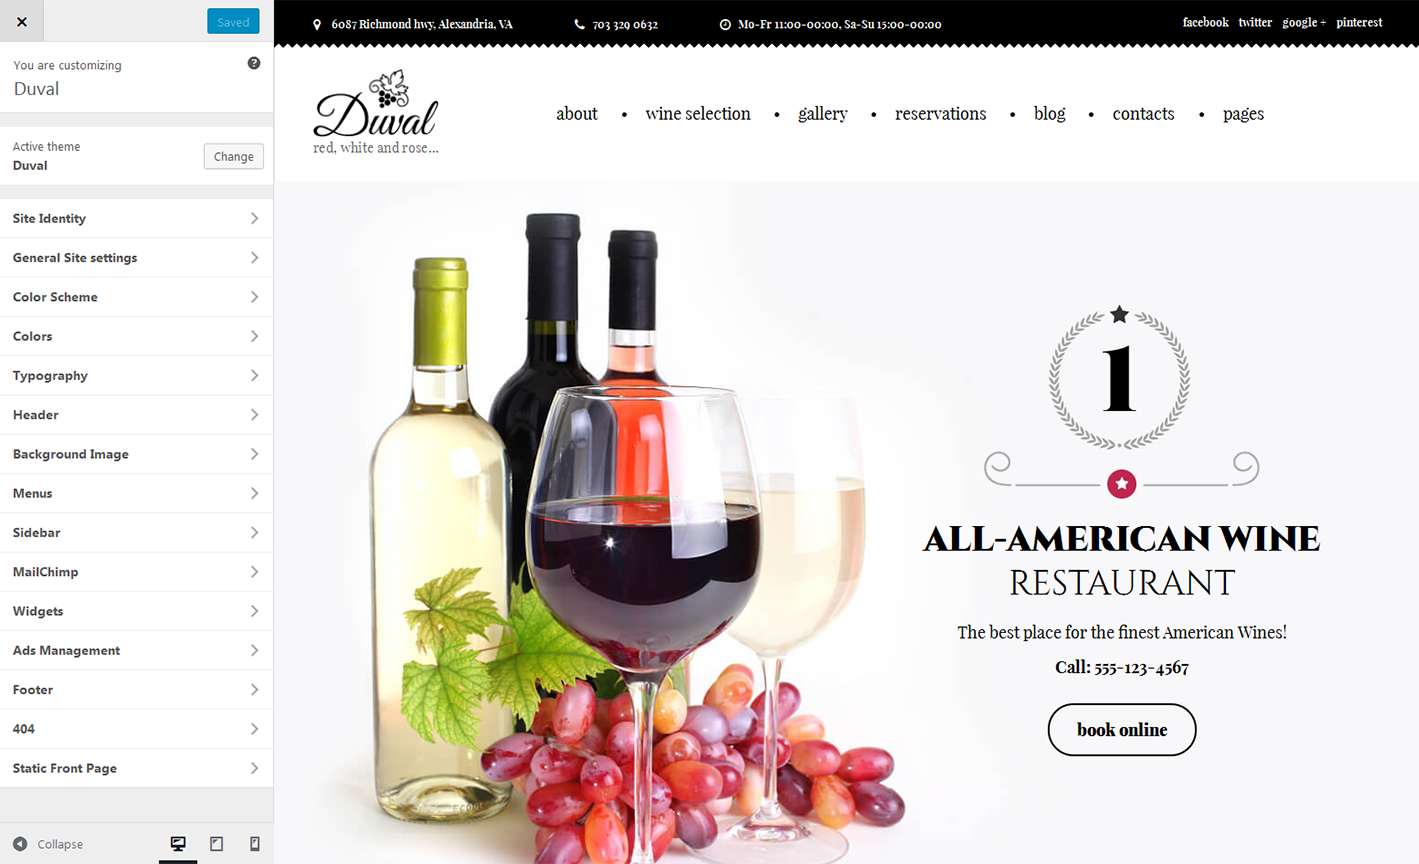 Saved
You are customizing
Duval
Active theme
Duval
Change
Site Identity
General Site settings
Color Scheme
Colors
Typography
Header
Background Image
Menus
Sidebar
MailChimp
Widgets
Ads Management
Footer
404
Static Front Page
Collapse
6087 Richmond hwy, Alexandria, VA
703 329 0632
Mo-Fr 11:00-00:00, Sa-Su 15:00-00:00
facebook twitter google + pinterest
Duval
red, white and rose...
about • wine selection • gallery • reservations • blog • contacts • pages
1
ALL-AMERICAN WINE
RESTAURANT
The best place for the finest American Wines!
Call: 555-123-4567
book online